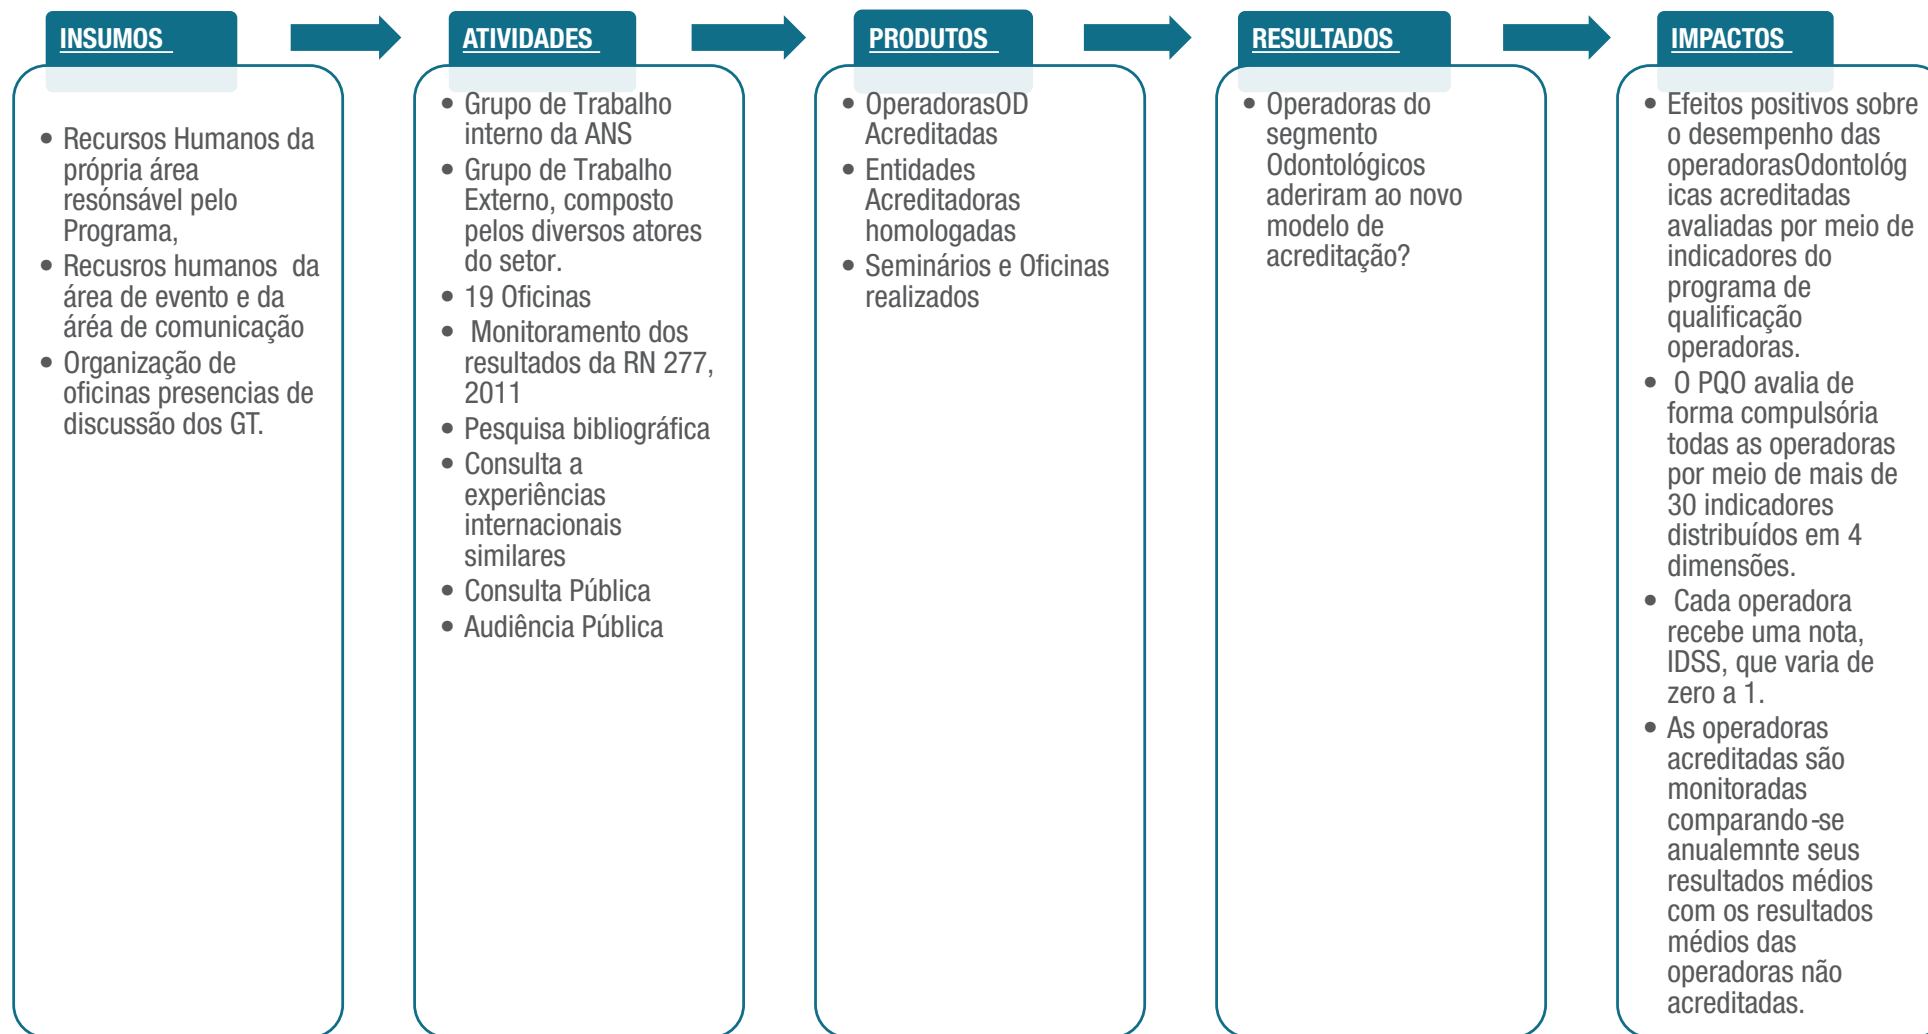 INSUMOS
• Recursos Humanos da
própria área
resónsável pelo
Programa,
• Recusros humanos da
área de evento e da
áréa de comunicação
• Organização de
oficinas presencias de
discussão dos GT.
ATIVIDADES
• Grupo de Trabalho
interno da ANS
• Grupo de Trabalho
Externo, composto
pelos diversos atores
do setor.
• 19 Oficinas
• Monitoramento dos
resultados da RN 277,
2011
• Pesquisa bibliográfica
• Consulta a
experiências
internacionais
similares
• Consulta Pública
• Audiência Pública
PRODUTOS
• OperadorasOD
Acreditadas
• Entidades
Acreditadoras
homologadas
• Seminários e Oficinas
realizados
RESULTADOS
• Operadoras do
segmento
Odontológicos
aderiram ao novo
modelo de
acreditação?
IMPACTOS
• Efeitos positivos sobre
o desempenho das
operadorasOdontológ
icas acreditadas
avaliadas por meio de
indicadores do
programa de
qualificação
operadoras.
• O PQO avalia de
forma compulsória
todas as operadoras
por meio de mais de
30 indicadores
distribuídos em 4
dimensões.
• Cada operadora
recebe uma nota,
IDSS, que varia de
zero a 1.
• As operadoras
acreditadas são
monitoradas
comparando-se
anualemnte seus
resultados médios
com os resultados
médios das
operadoras não
acreditadas.